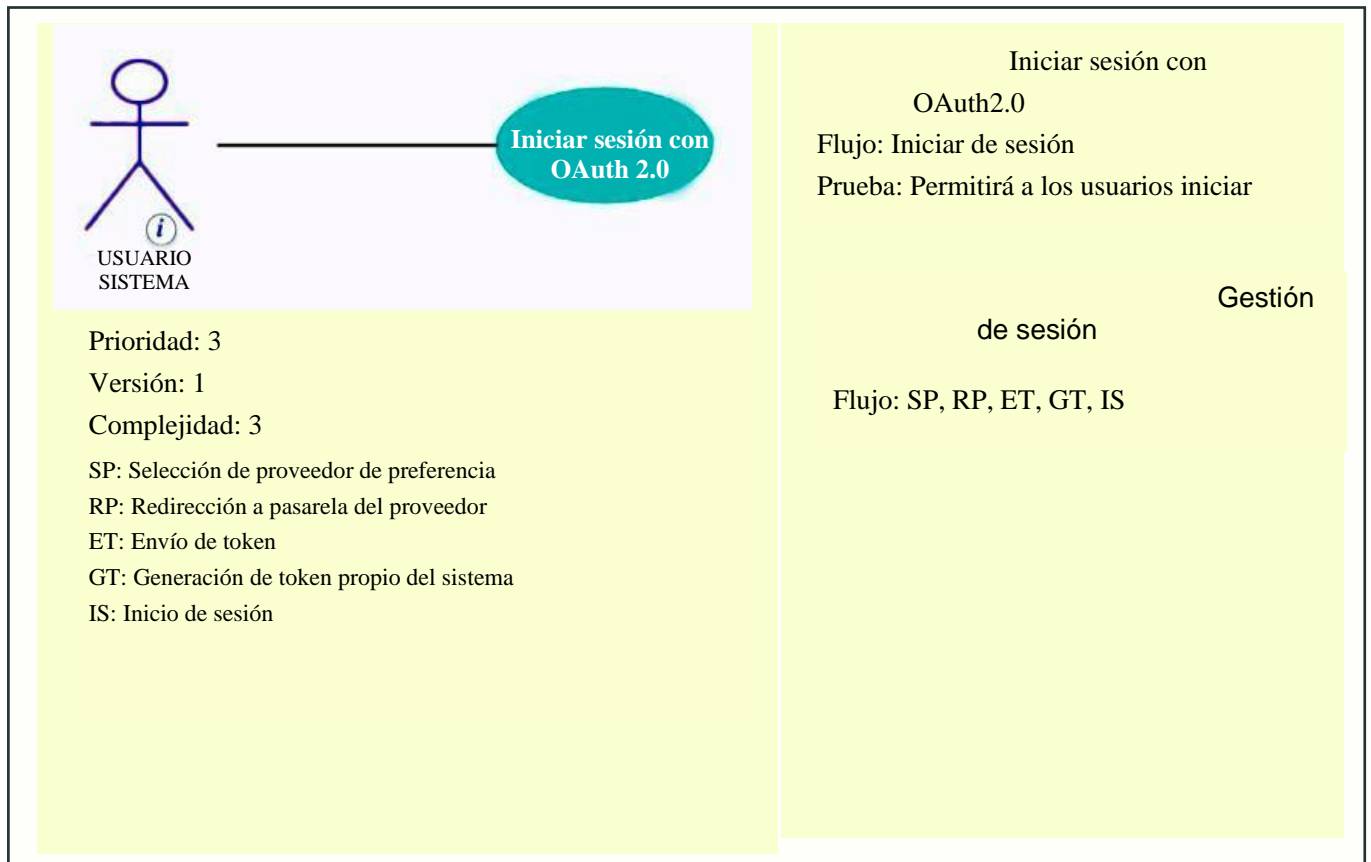 Iniciar sesión con
OAuth 2.0
i
USUARIO
SISTEMA
Prioridad: 3
Versión: 1
Complejidad: 3
SP: Selección de proveedor de preferencia
RP: Redirección a pasarela del proveedor
ET: Envío de token
GT: Generación de token propio del sistema
IS: Inicio de sesión
Iniciar sesión con
OAuth2.0
Flujo: Iniciar de sesión
Prueba: Permitirá a los usuarios iniciar
Gestión
de sesión
Flujo: SP, RP, ET, GT, IS